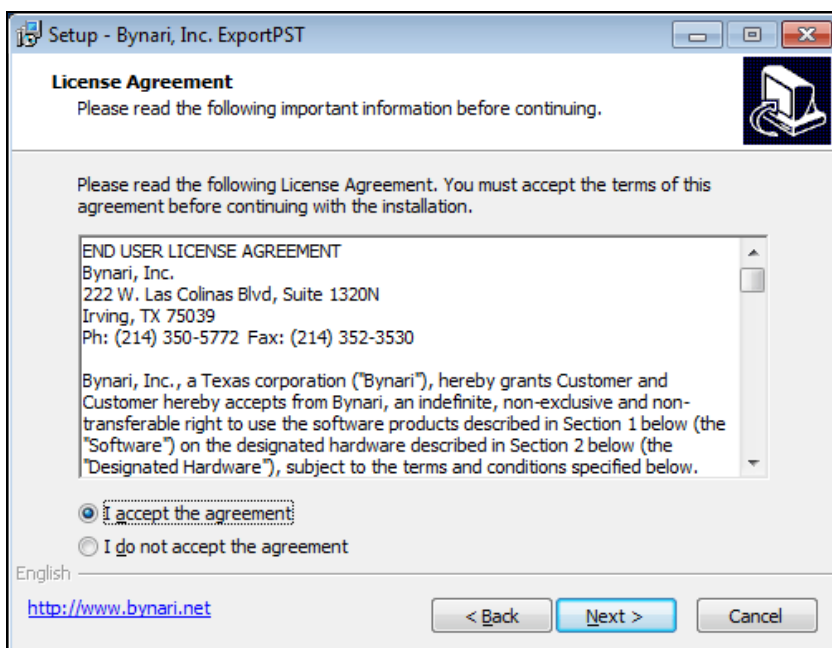 Setup - Bynari, Inc. ExportPST
License Agreement
Please read the following important information before continuing.
Please read the following License Agreement. You must accept the terms of this
agreement before continuing with the installation.
END USER LICENSE AGREEMENT
Bynari, Inc.
222 W. Las Colinas Blvd, Suite 1320N
Irving, TX 75039
Ph: (214) 350-5772 Fax: (214) 352-3530
Bynari, Inc., a Texas corporation ("Bynari"), hereby grants Customer and
Customer hereby accepts from Bynari, an indefinite, non-exclusive and non-
transferable right to use the software products described in Section 1 below (the
"Software") on the designated hardware described in Section 2 below (the
"Designated Hardware"), subject to the terms and conditions specified below.
I accept the agreement
I do not accept the agreement
English
http://www.bynari.net
< Back
Next >
Cancel